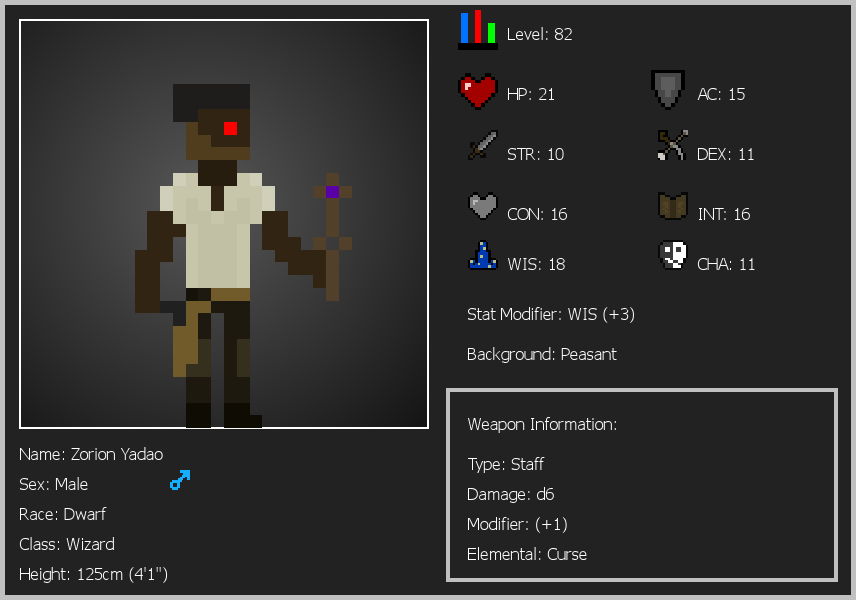 Level: 82
HP: 21
AC: 15
STR: 10
DEX: 11
CON: 16
INT: 16
WIS: 18
CHA: 11
Stat Modifier: WIS (+3)
Background: Peasant
Weapon Information:
Type: Staff
Damage: d6
Modifier: (+1)
Elemental: Curse
Name: Zorion Yadao
Sex: Male
Race: Dwarf
Class: Wizard
Height: 125cm (4'1")